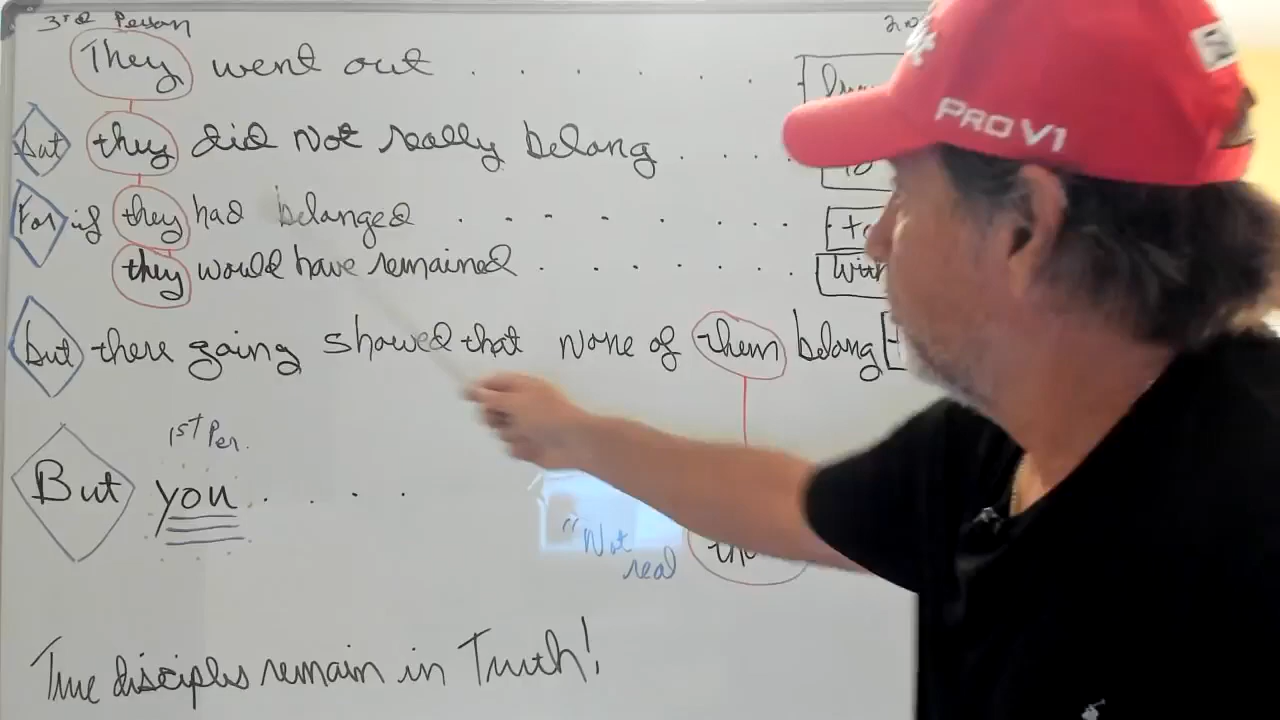 3rd Person
They went out . . . . . .
but they did not really belong . . . .
For if they had belonged . . . . . . . .
they would have remained . . . . . . with
but there going showed that none of them belong
1st Per.
But you . . . .
"Not
real
True disciples remain in Truth!
PRO V1